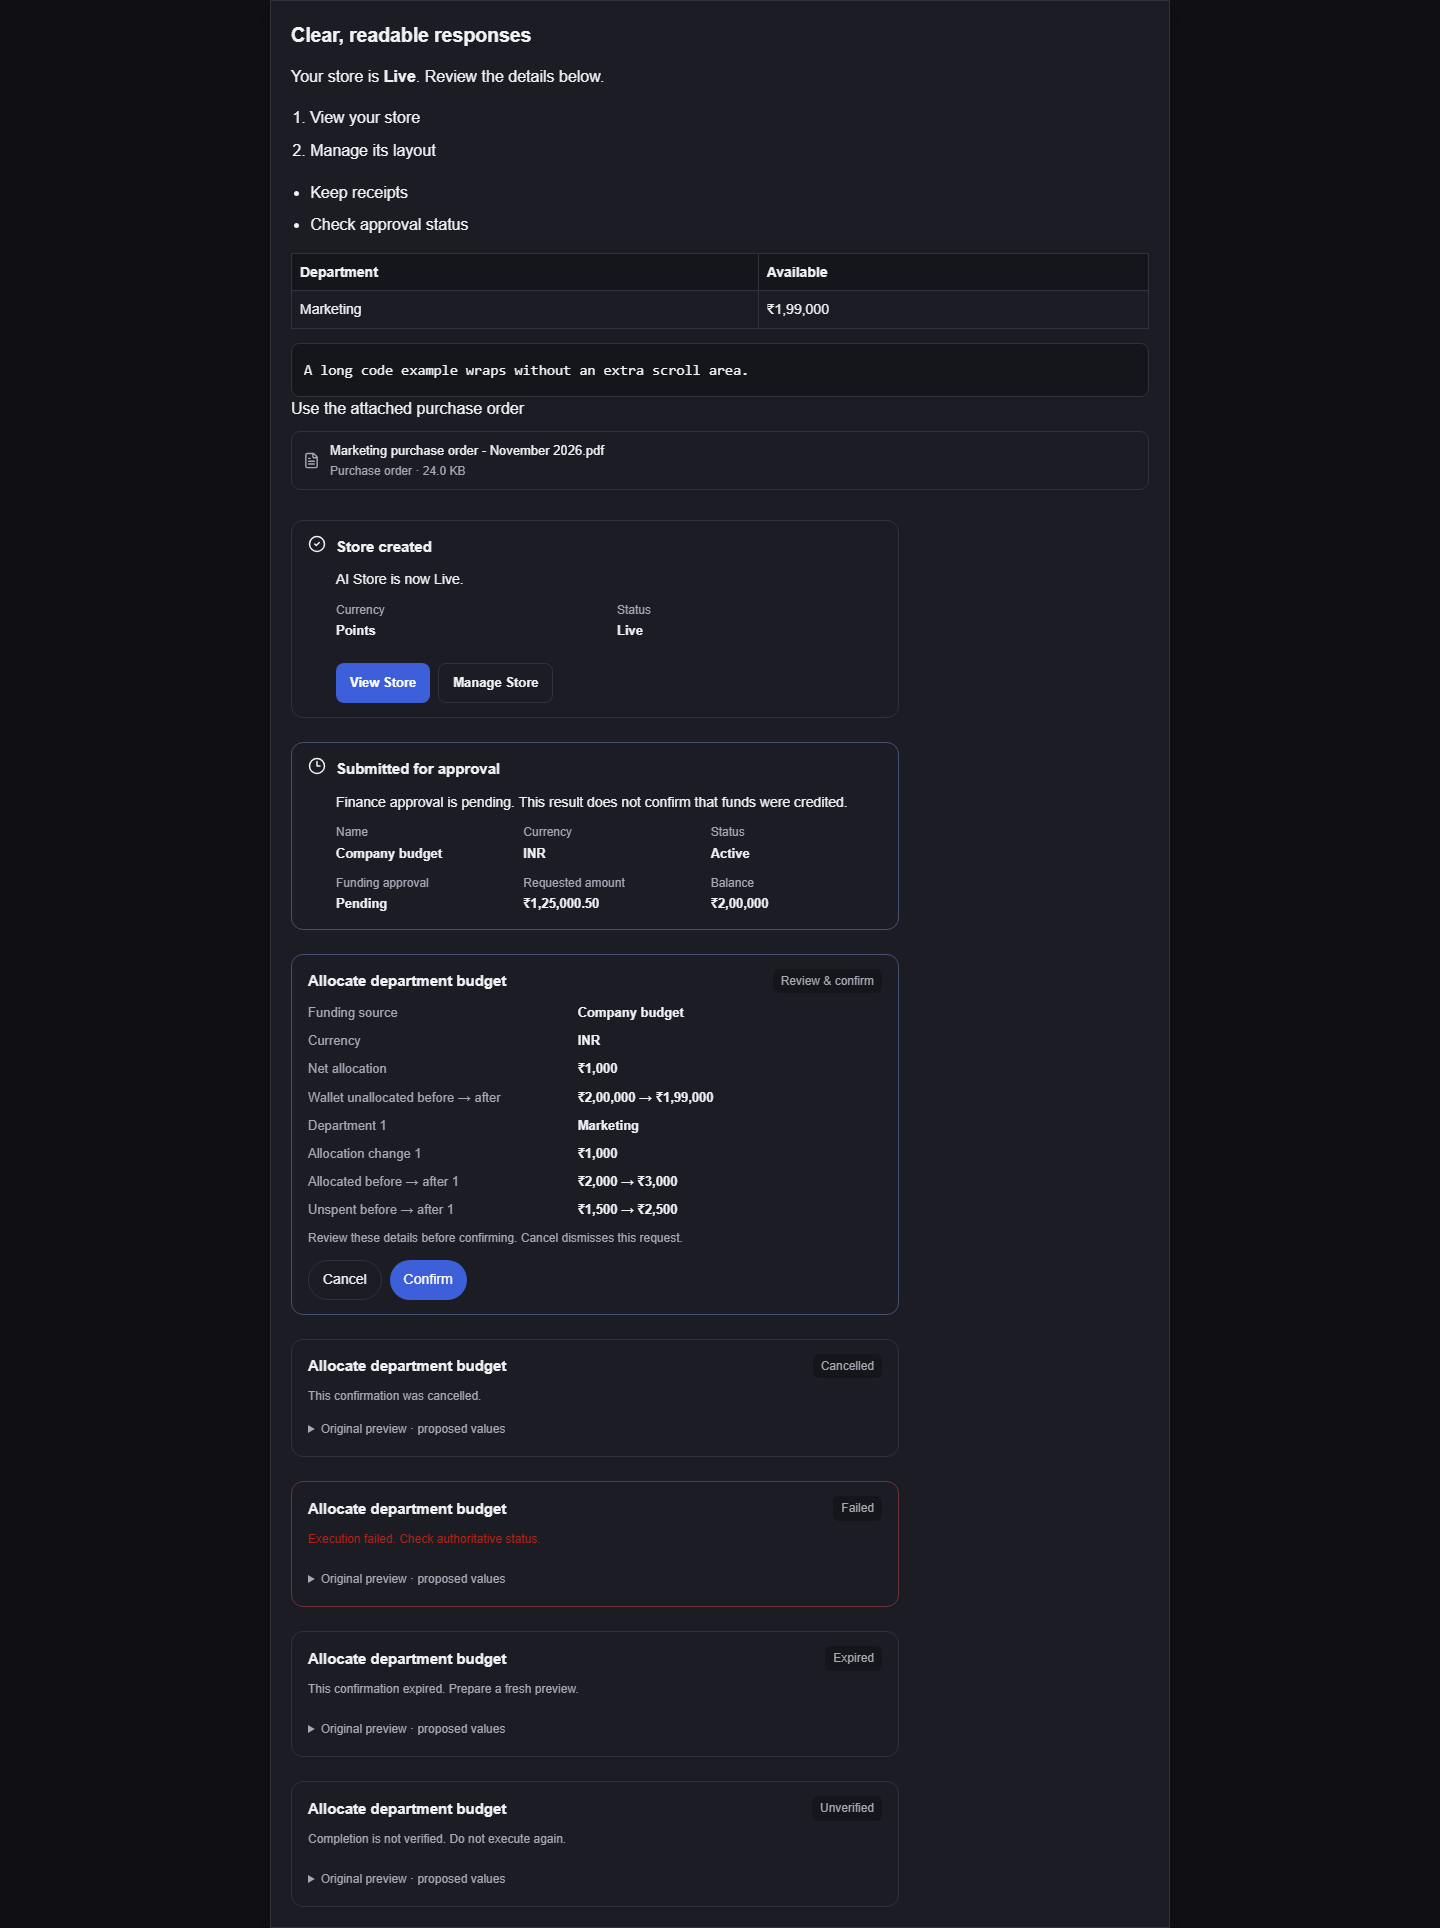 Clear, readable responses
Your store is Live. Review the details below.
1. View your store
2. Manage its layout
• Keep receipts
• Check approval status
Department Available
Marketing ₹1,99,000
A long code example wraps without an extra scroll area.
Use the attached purchase order
Marketing purchase order - November 2026.pdf
Purchase order · 24.0 KB
Store created
AI Store is now Live.
Currency Status
Points Live
View Store Manage Store
Submitted for approval
Finance approval is pending. This result does not confirm that funds were credited.
Name Currency Status
Company budget INR Active
Funding approval Requested amount Balance
Pending ₹1,25,000.50 ₹2,00,000
Allocate department budget Review & confirm
Funding source Company budget
Currency INR
Net allocation ₹1,000
Wallet unallocated before → after ₹2,00,000 → ₹1,99,000
Department 1 Marketing
Allocation change 1 ₹1,000
Allocated before → after 1 ₹2,000 → ₹3,000
Unspent before → after 1 ₹1,500 → ₹2,500
Review these details before confirming. Cancel dismisses this request.
Cancel Confirm
Allocate department budget Cancelled
This confirmation was cancelled.
▶ Original preview · proposed values
Allocate department budget Failed
Execution failed. Check authoritative status.
▶ Original preview · proposed values
Allocate department budget Expired
This confirmation expired. Prepare a fresh preview.
▶ Original preview · proposed values
Allocate department budget Unverified
Completion is not verified. Do not execute again.
▶ Original preview · proposed values